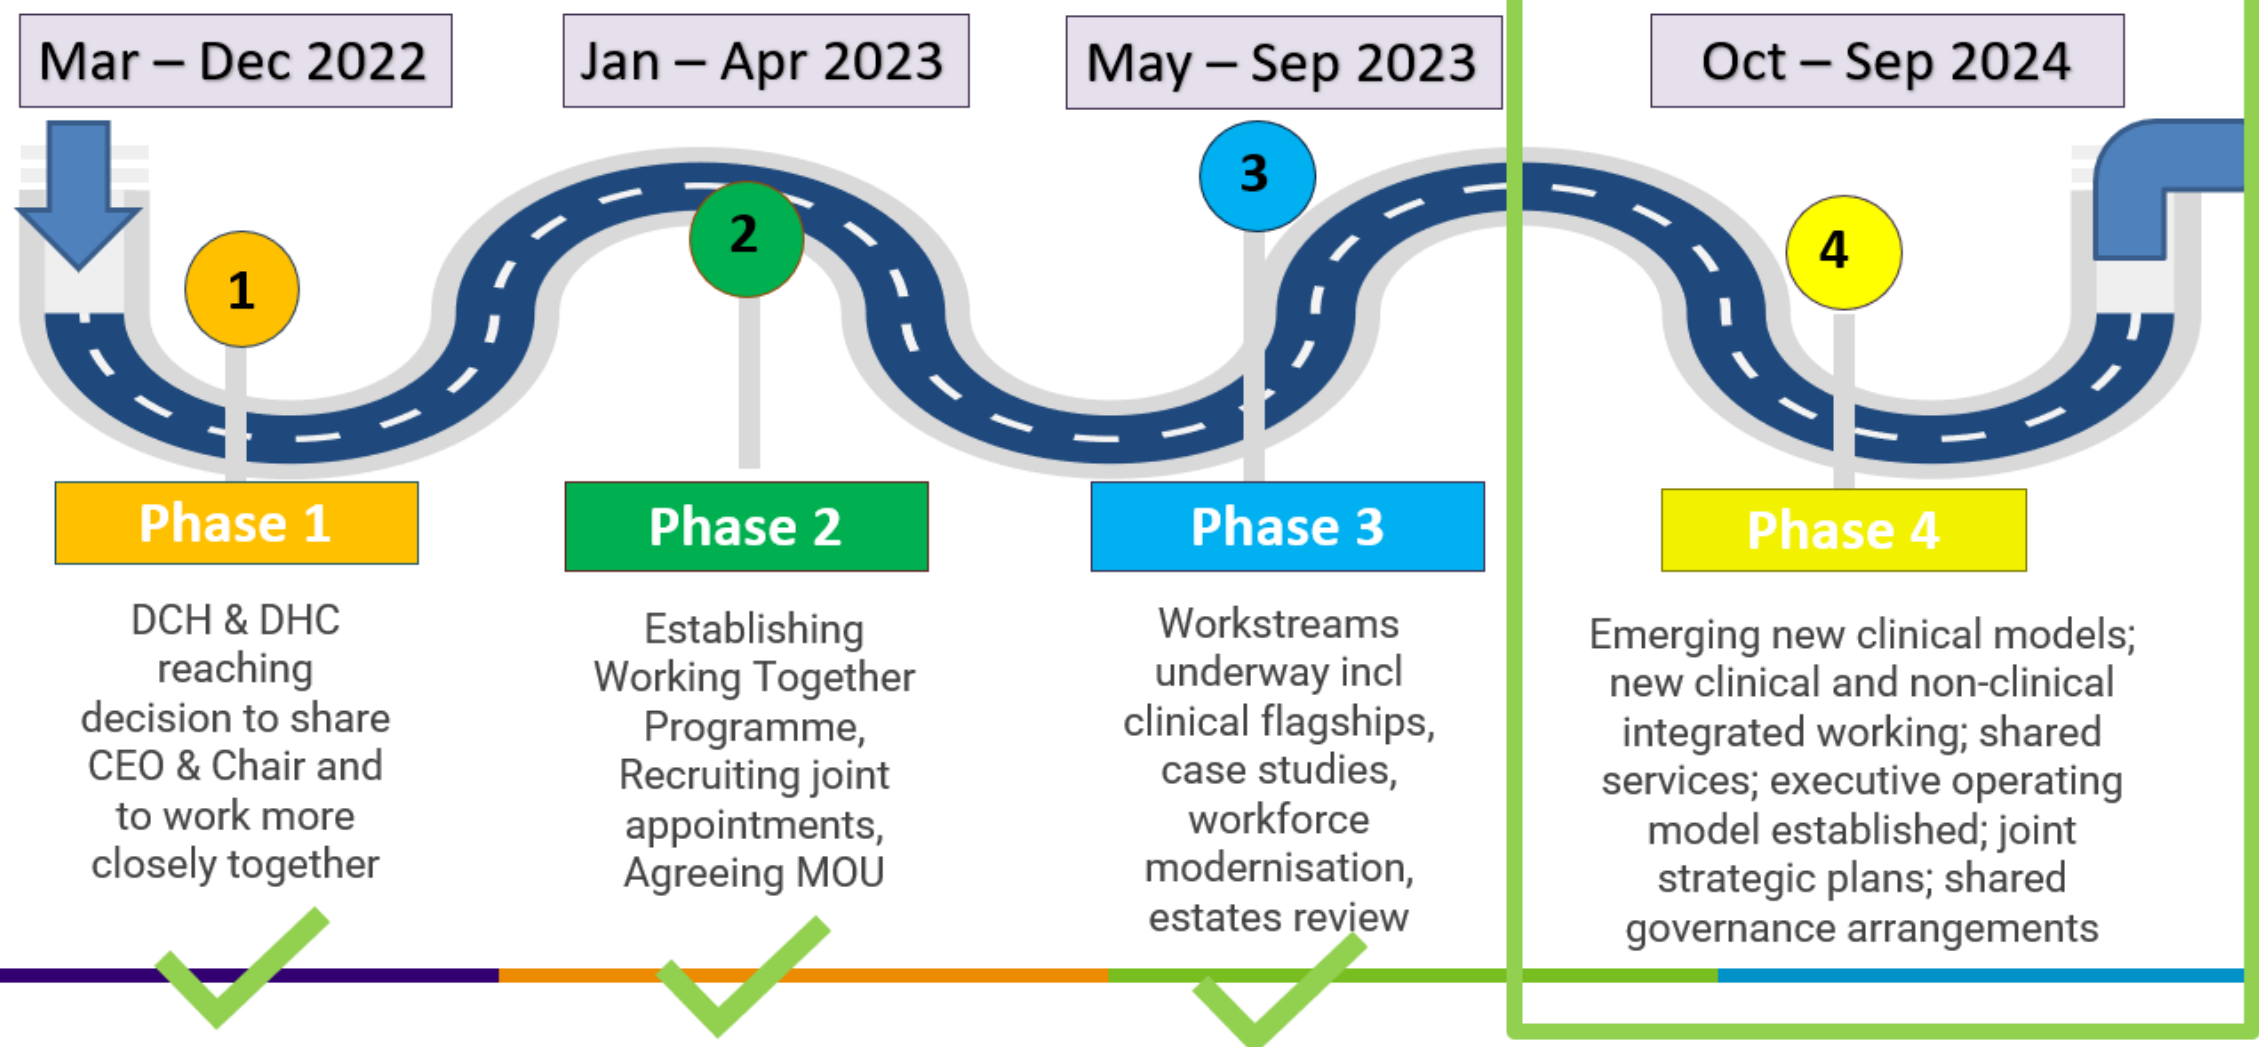 Mar – Dec 2022
Jan – Apr 2023
May – Sep 2023
Oct – Sep 2024
1
2
3
4
Phase 1
DCH & DHC
reaching
decision to share
CEO & Chair and
to work more
closely together
Phase 2
Establishing
Working Together
Programme,
Recruiting joint
appointments,
Agreeing MOU
Phase 3
Workstreams
underway incl
clinical flagships,
case studies,
workforce
modernisation,
estates review
Phase 4
Emerging new clinical models;
new clinical and non-clinical
integrated working; shared
services; executive operating
model established; joint
strategic plans; shared
governance arrangements